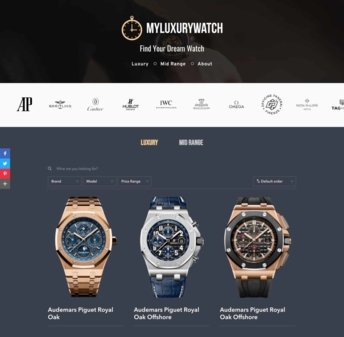 MYLUXURYWATCH
Find Your Dream Watch
Luxury Mid Range About
AP BREITLING Cartier HUBLOT IWC OMEGA TAG
LUXURY MID RANGE
What are you looking for?
Brand Model Price Range Default order
Audemars Piguet Royal Oak
Audemars Piguet Royal Oak Offshore
Audemars Piguet Royal Oak Offshore